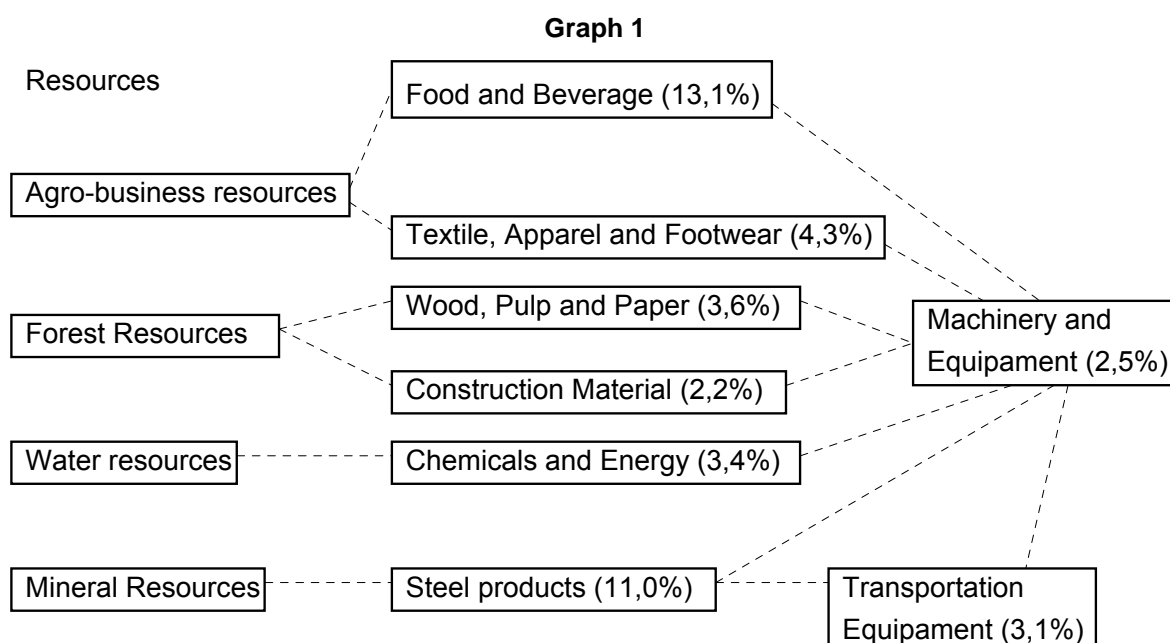 Graph 1
Resources
Food and Beverage (13,1%)
Agro-business resources
Textile, Apparel and Footwear (4,3%)
Wood, Pulp and Paper (3,6%)
Forest Resources
Machinery and
Equipament (2,5%)
Construction Material (2,2%)
Water resources
Chemicals and Energy (3,4%)
Mineral Resources
Steel products (11,0%)
Transportation
Equipament (3,1%)